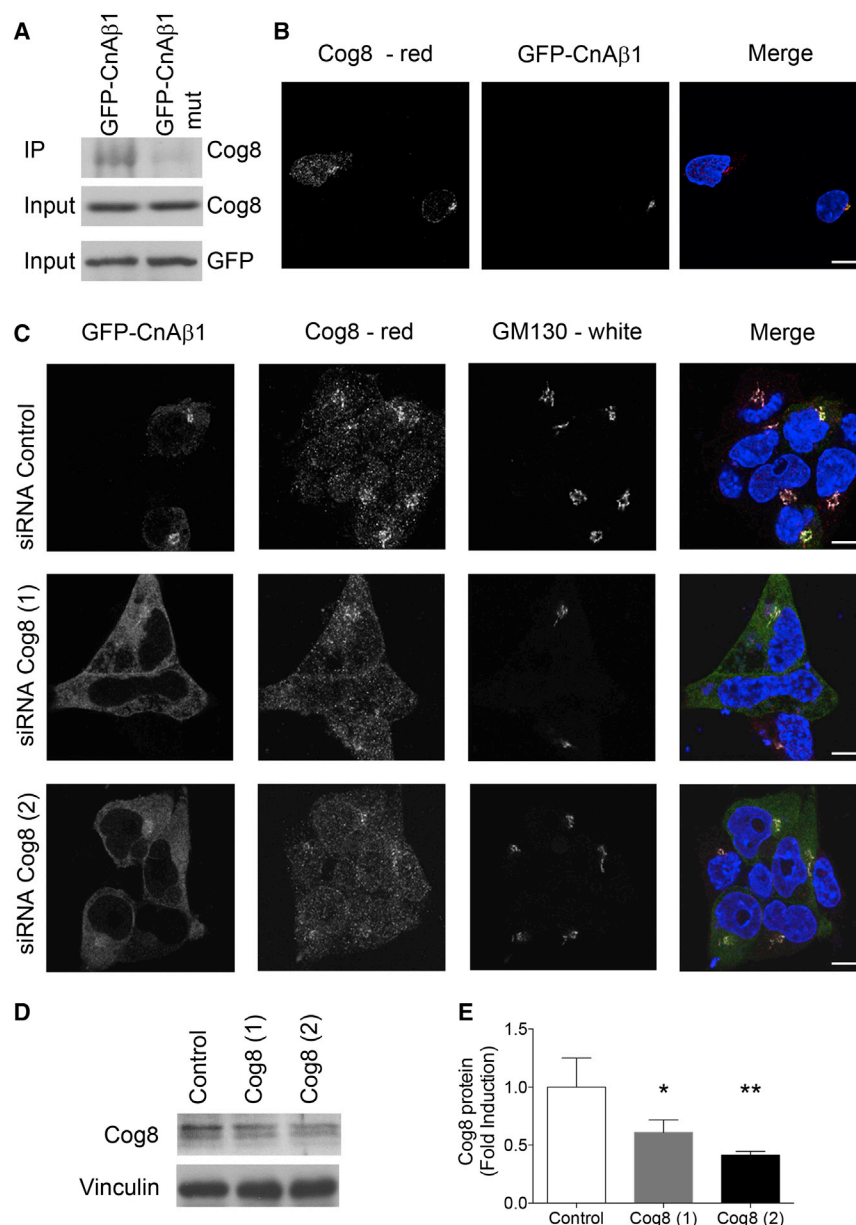 A
GFP-CnAβ1
GFP-CnAβ1
mut
IP
Cog8
Input
Cog8
Input
GFP
B
Cog8 - red
GFP-CnAβ1
Merge
C
GFP-CnAβ1
Cog8 - red
GM130 - white
Merge
siRNA Control
siRNA Cog8 (1)
siRNA Cog8 (2)
D
Control
Cog8 (1)
Cog8 (2)
Cog8
Vinculin
E
Cog8 protein
(Fold Induction)
1.5
1.0
0.5
0.0
*
**
Control
Cog8 (1)
Cog8 (2)